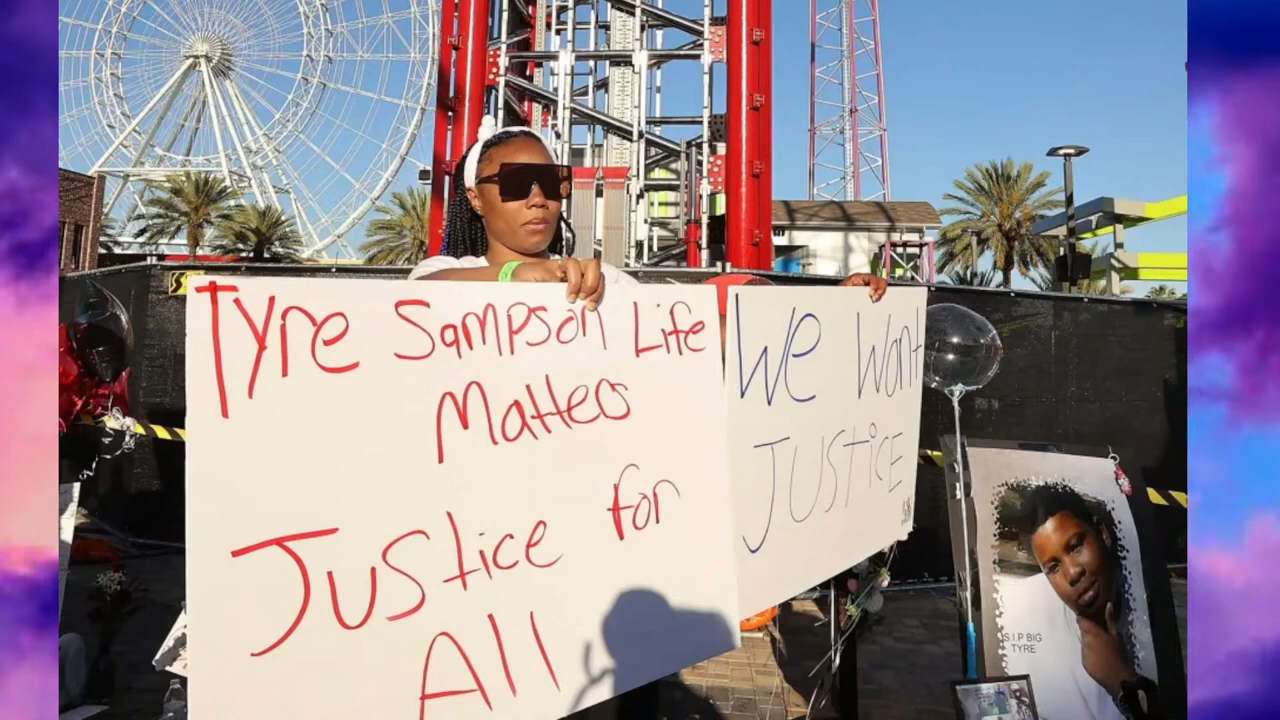 Tyre Sampson Life
Matters
Justice for
All
We Want
JUSTiCE
S.I.P BIG
TYRE